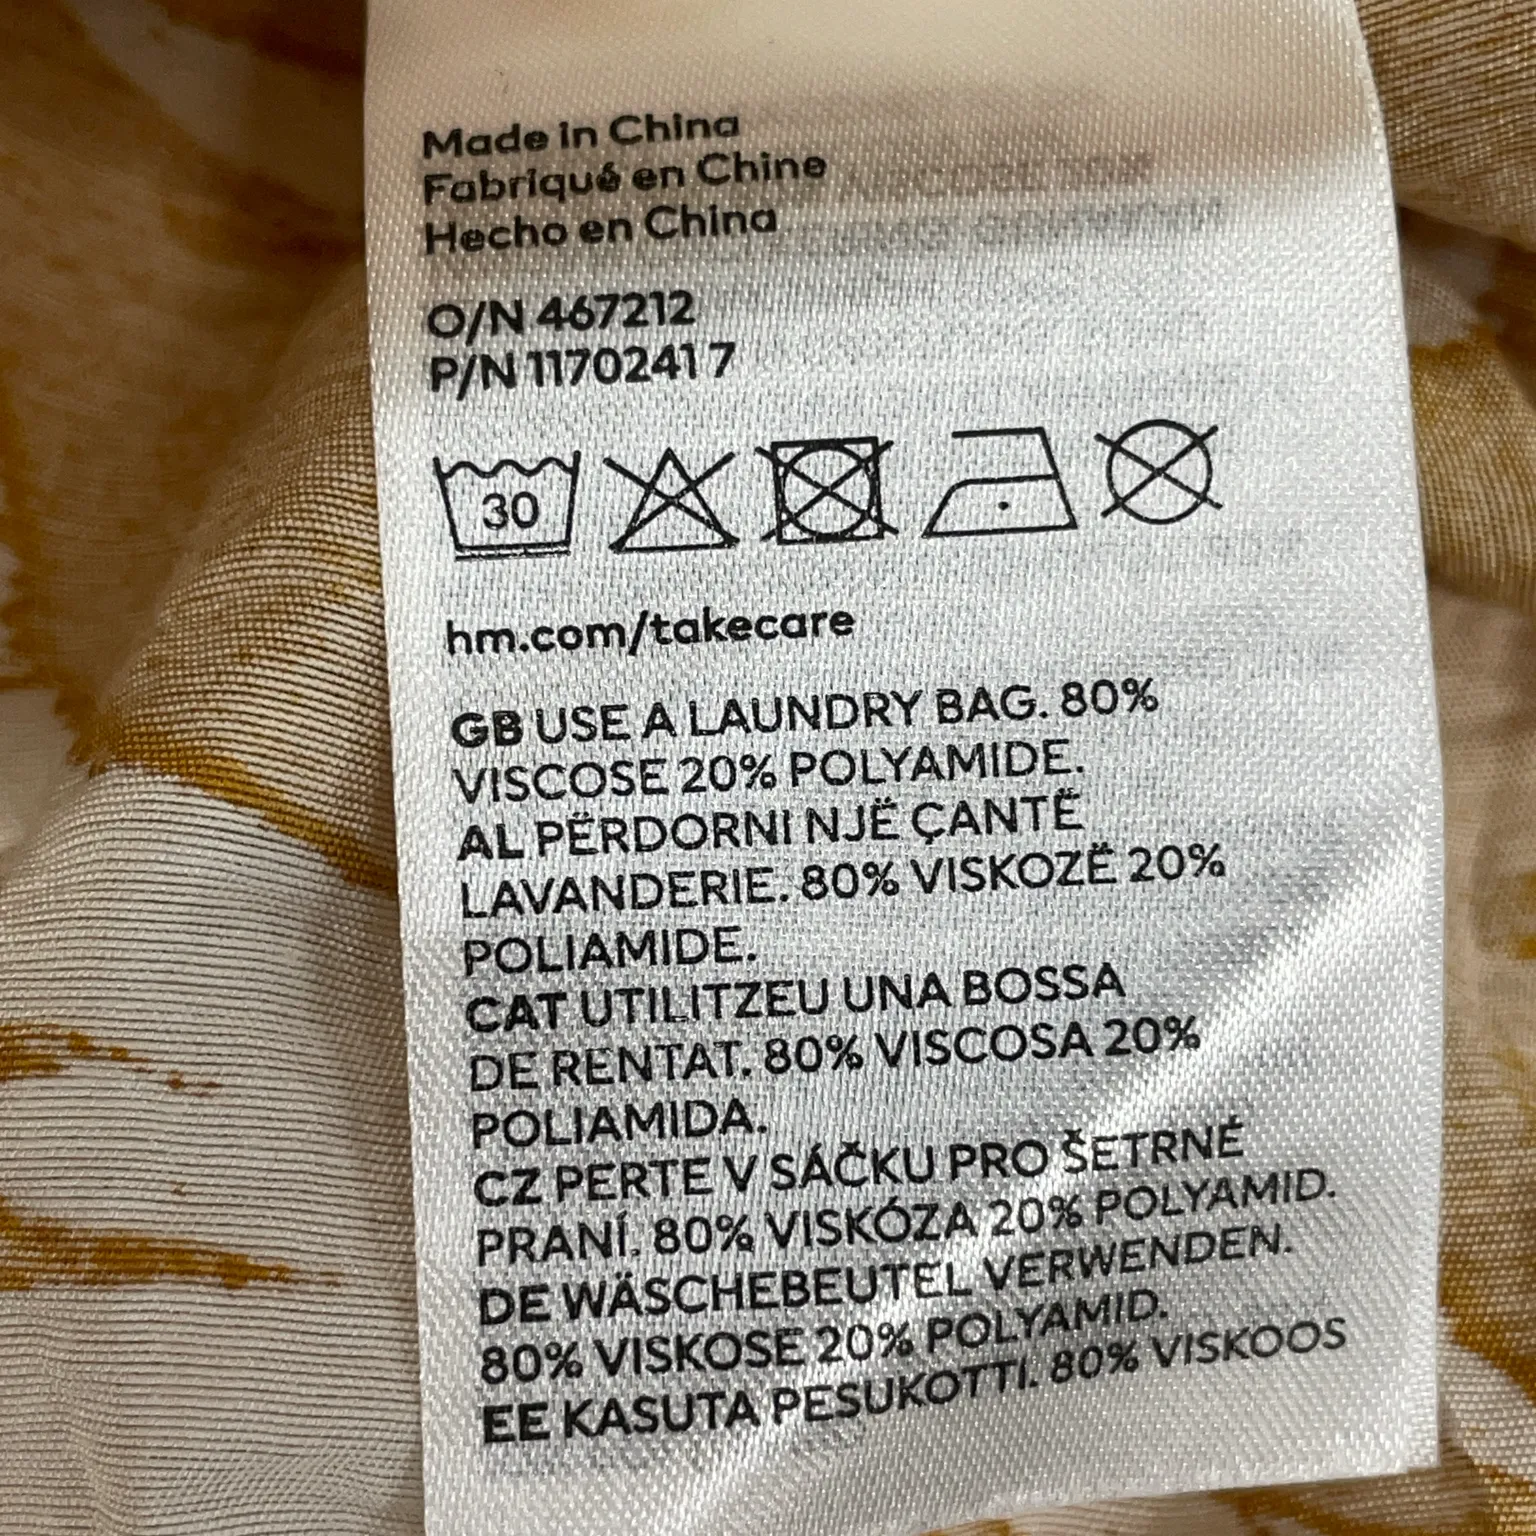 Made in China
Fabriqué en Chine
Hecho en China
O/N 467212
P/N 11702417
30
hm.com/takecare
GB USE A LAUNDRY BAG. 80%
VISCOSE 20% POLYAMIDE.
AL PËRDORNI NJË ÇANTË
LAVANDERIE. 80% VISKOZË 20%
POLIAMIDE.
CAT UTILITZEU UNA BOSSA
DE RENTAT. 80% VISCOSA 20%
POLIAMIDA.
CZ PERTE V SÁČKU PRO ŠETRNÉ
PRANÍ. 80% VISKÓZA 20% POLYAMID.
DE WÄSCHEBEUTEL VERWENDEN.
80% VISKOSE 20% POLYAMID.
EE KASUTA PESUKOTTI. 80% VISKOOS